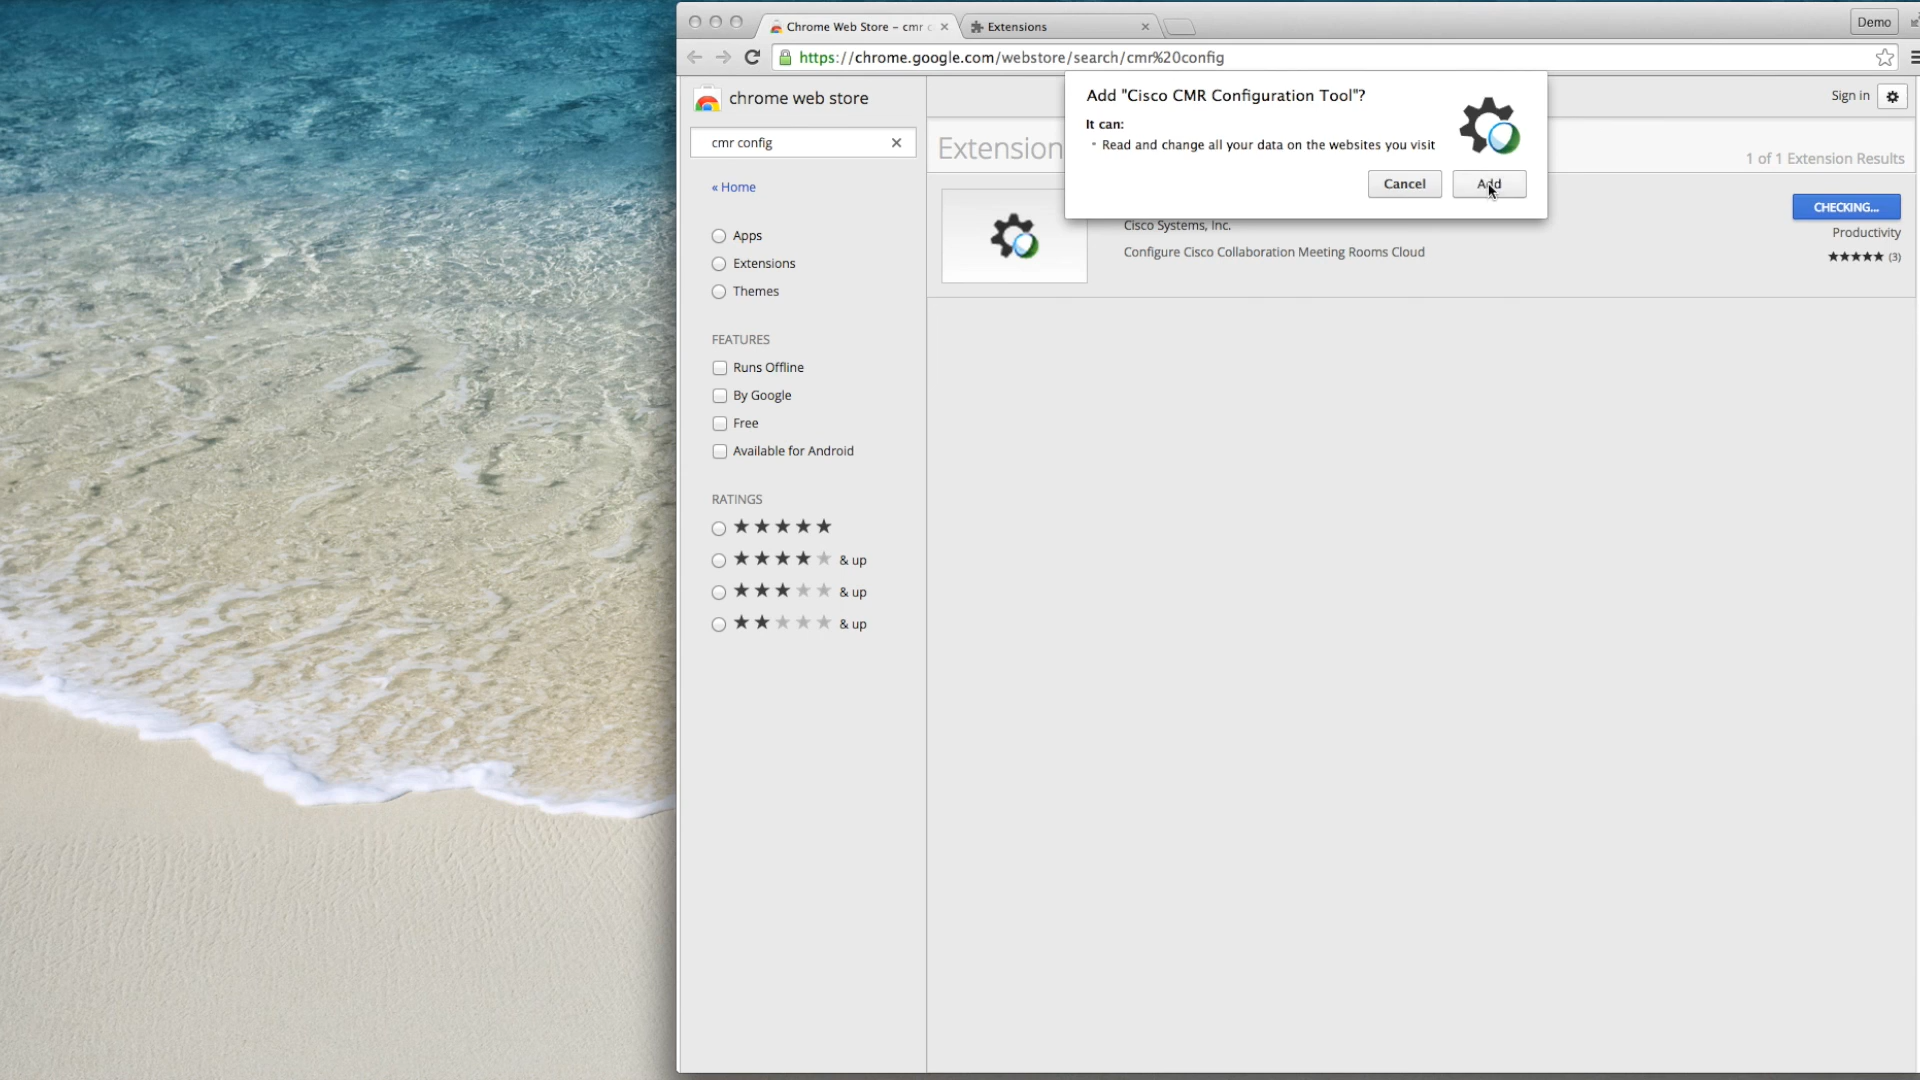 Chrome Web Store – cmr c
Extensions
Demo
https://chrome.google.com/webstore/search/cmr%20config
chrome web store
Sign in
cmr config
Extension
1 of 1 Extension Results
Add "Cisco CMR Configuration Tool"?
It can:
• Read and change all your data on the websites you visit
Cancel
Add
« Home
Apps
Extensions
Themes
FEATURES
Runs Offline
By Google
Free
Available for Android
RATINGS
& up
& up
& up
Cisco Systems, Inc.
Configure Cisco Collaboration Meeting Rooms Cloud
CHECKING...
Productivity
(3)